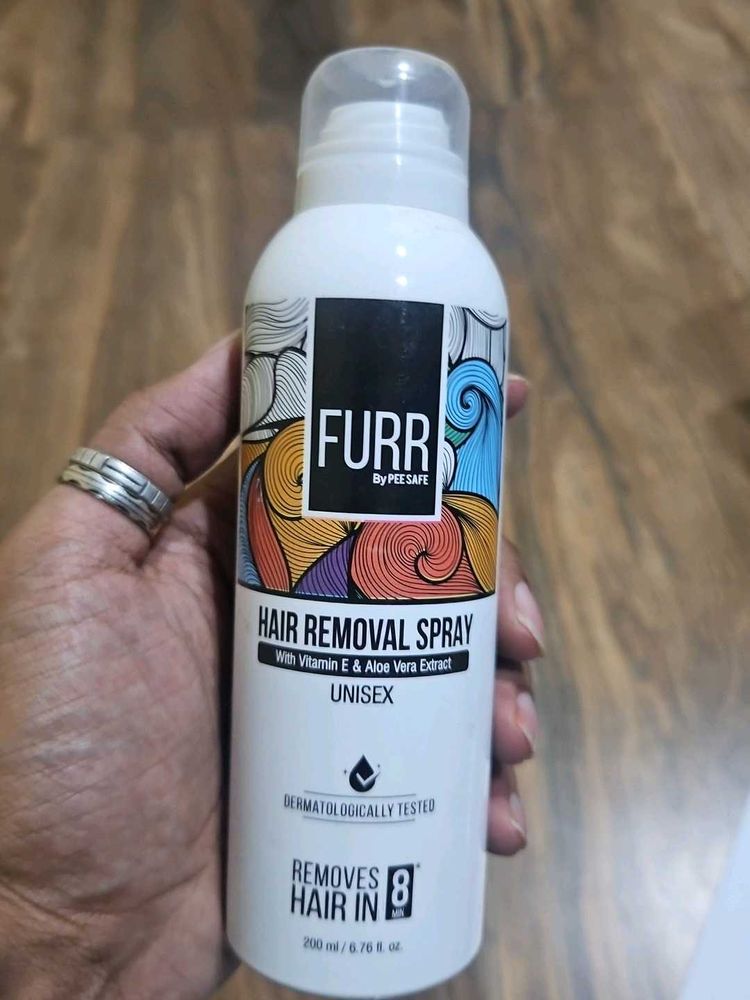 FURR
By PEE SAFE
HAIR REMOVAL SPRAY
With Vitamin E & Aloe Vera Extract
UNISEX
DERMATOLOGICALLY TESTED
REMOVES
HAIR IN 8*
MIN
200 ml / 6.76 fl. oz.